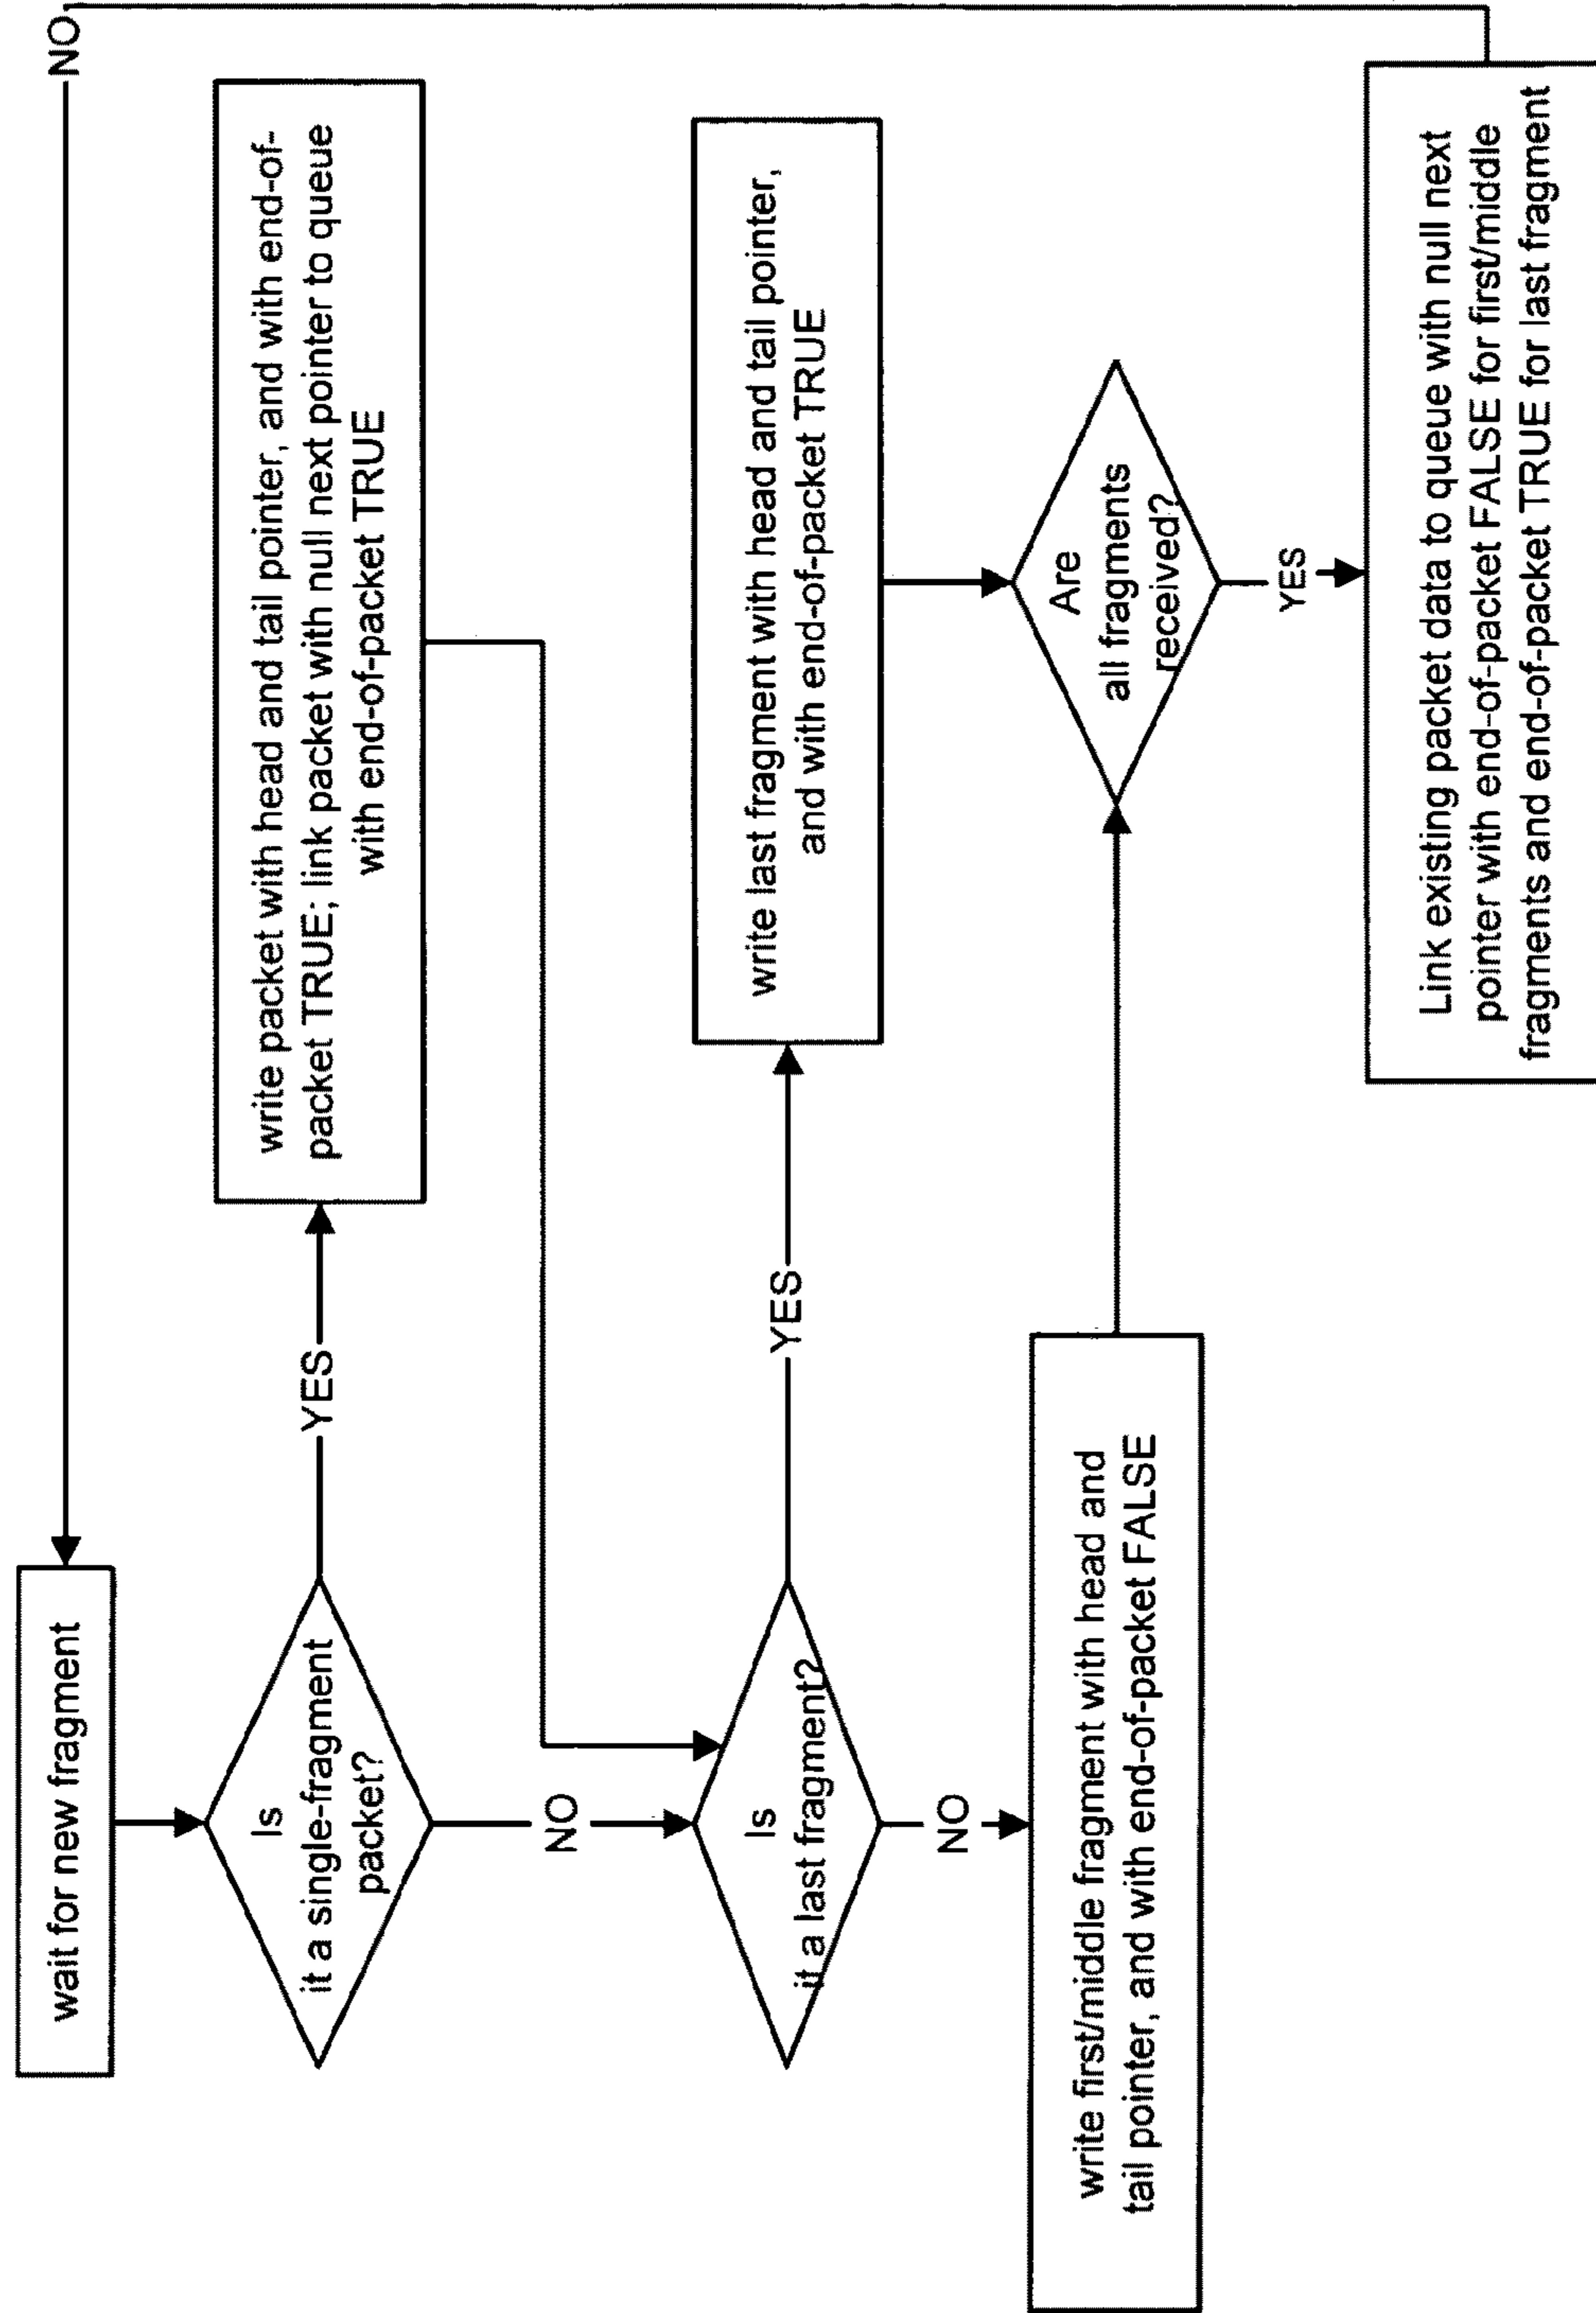 NO
wait for new fragment
Is
it a single-fragment
packet?
YES
write packet with head and tail pointer, and with end-of-
packet TRUE; link packet with null next pointer to queue
with end-of-packet TRUE
NO
Is
it a last fragment?
YES
write last fragment with head and tail pointer,
and with end-of-packet TRUE
NO
write first/middle fragment with head and
tail pointer, and with end-of-packet FALSE
Are
all fragments
received?
YES
Link existing packet data to queue with null next
pointer with end-of-packet FALSE for first/middle
fragments and end-of-packet TRUE for last fragment